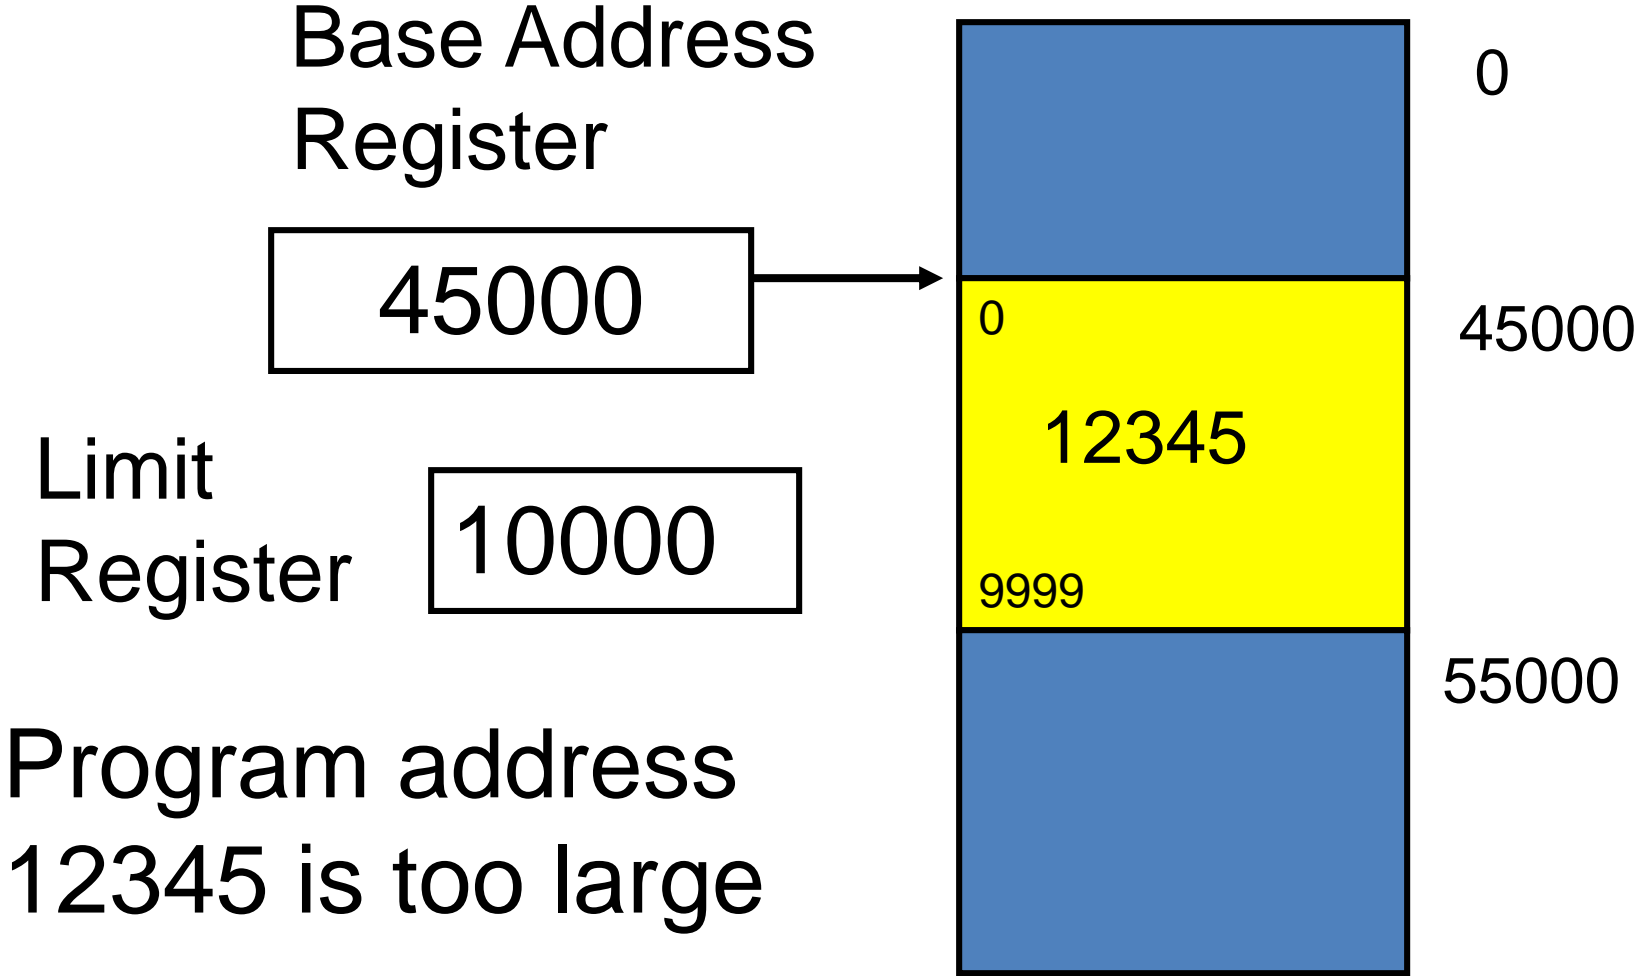 Base Address
Register
45000
Limit
Register
10000
Program address
12345 is too large
0
12345
9999
0
45000
55000